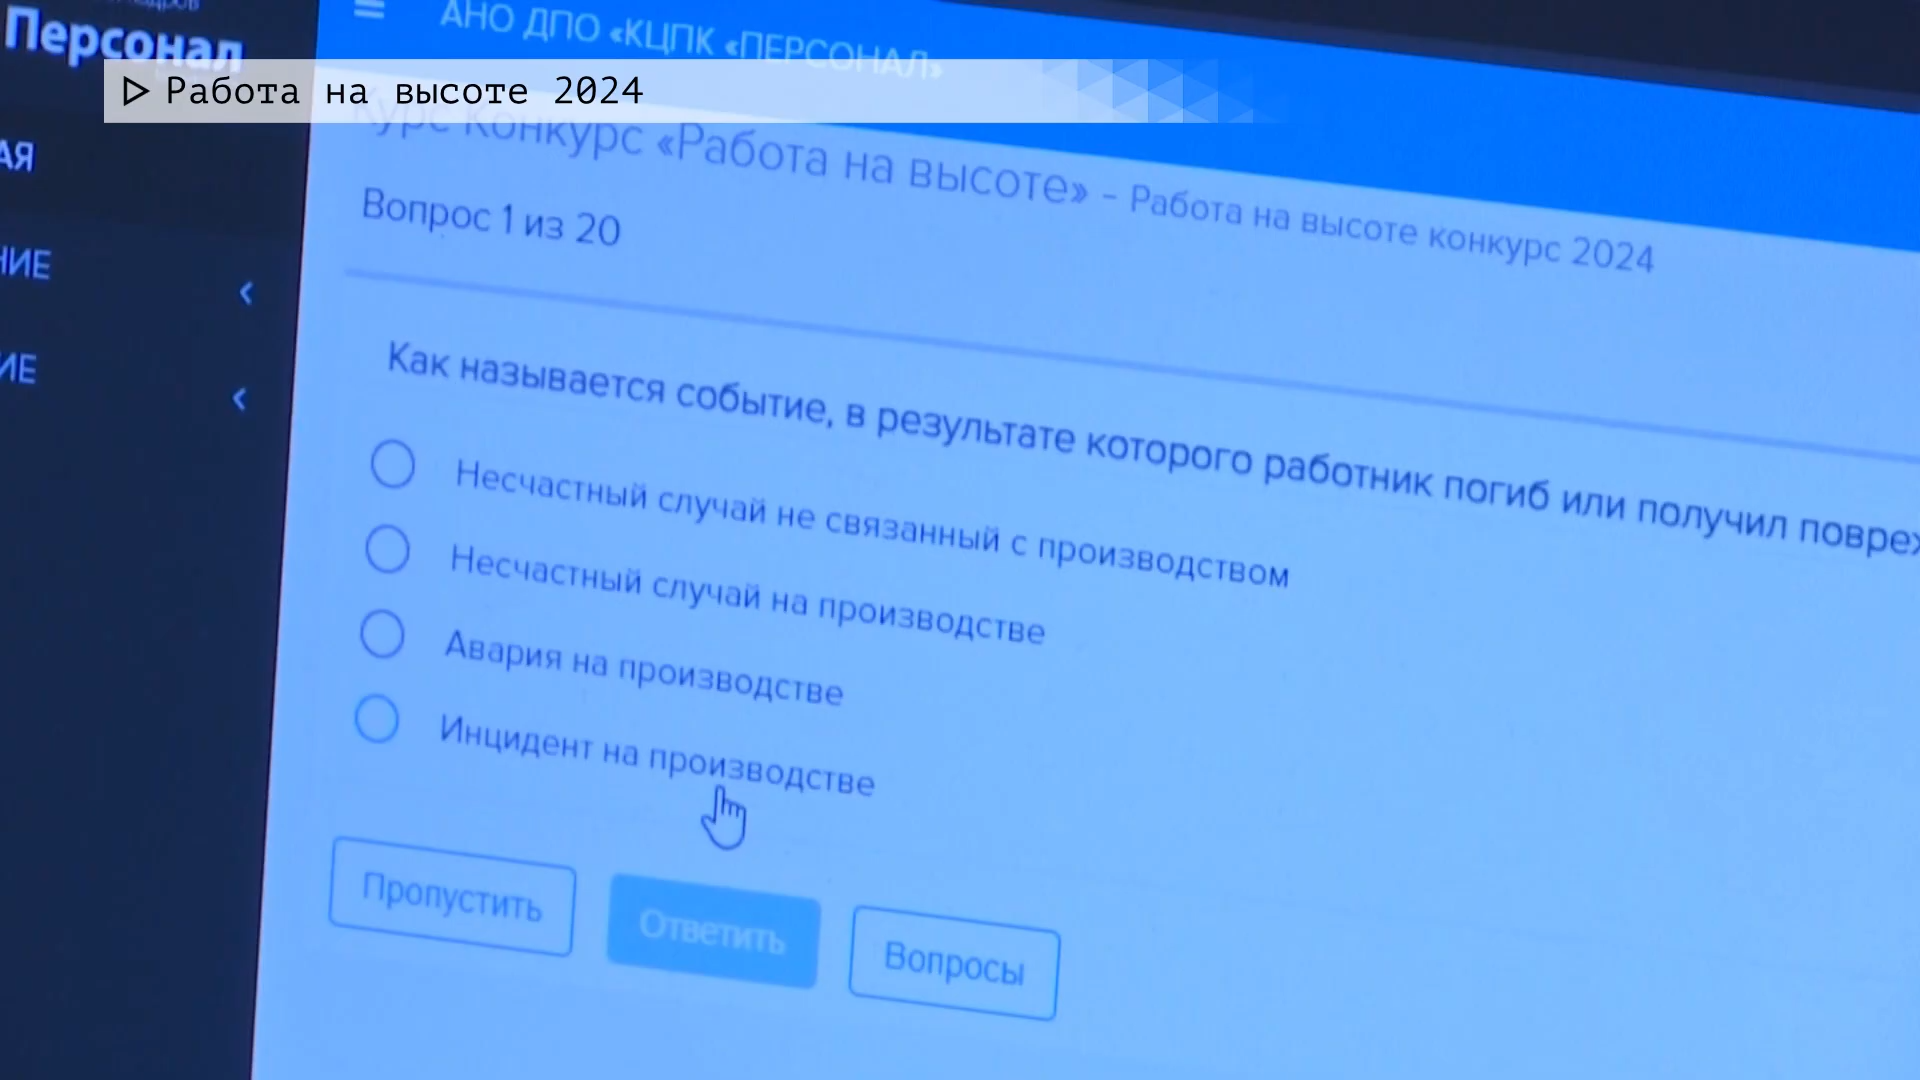 Персонал
АНО ДПО «КЦПК «ПЕРСОНАЛ»
Работа на высоте 2024
Курс Конкурс «Работа на высоте» - Работа на высоте конкурс 2024
Вопрос 1 из 20
АЯ
НИЕ
ИЕ
Как называется событие, в результате которого работник погиб или получил повре
Несчастный случай не связанный с производством
Несчастный случай на производстве
Авария на производстве
Инцидент на производстве
Пропустить
Ответить
Вопросы